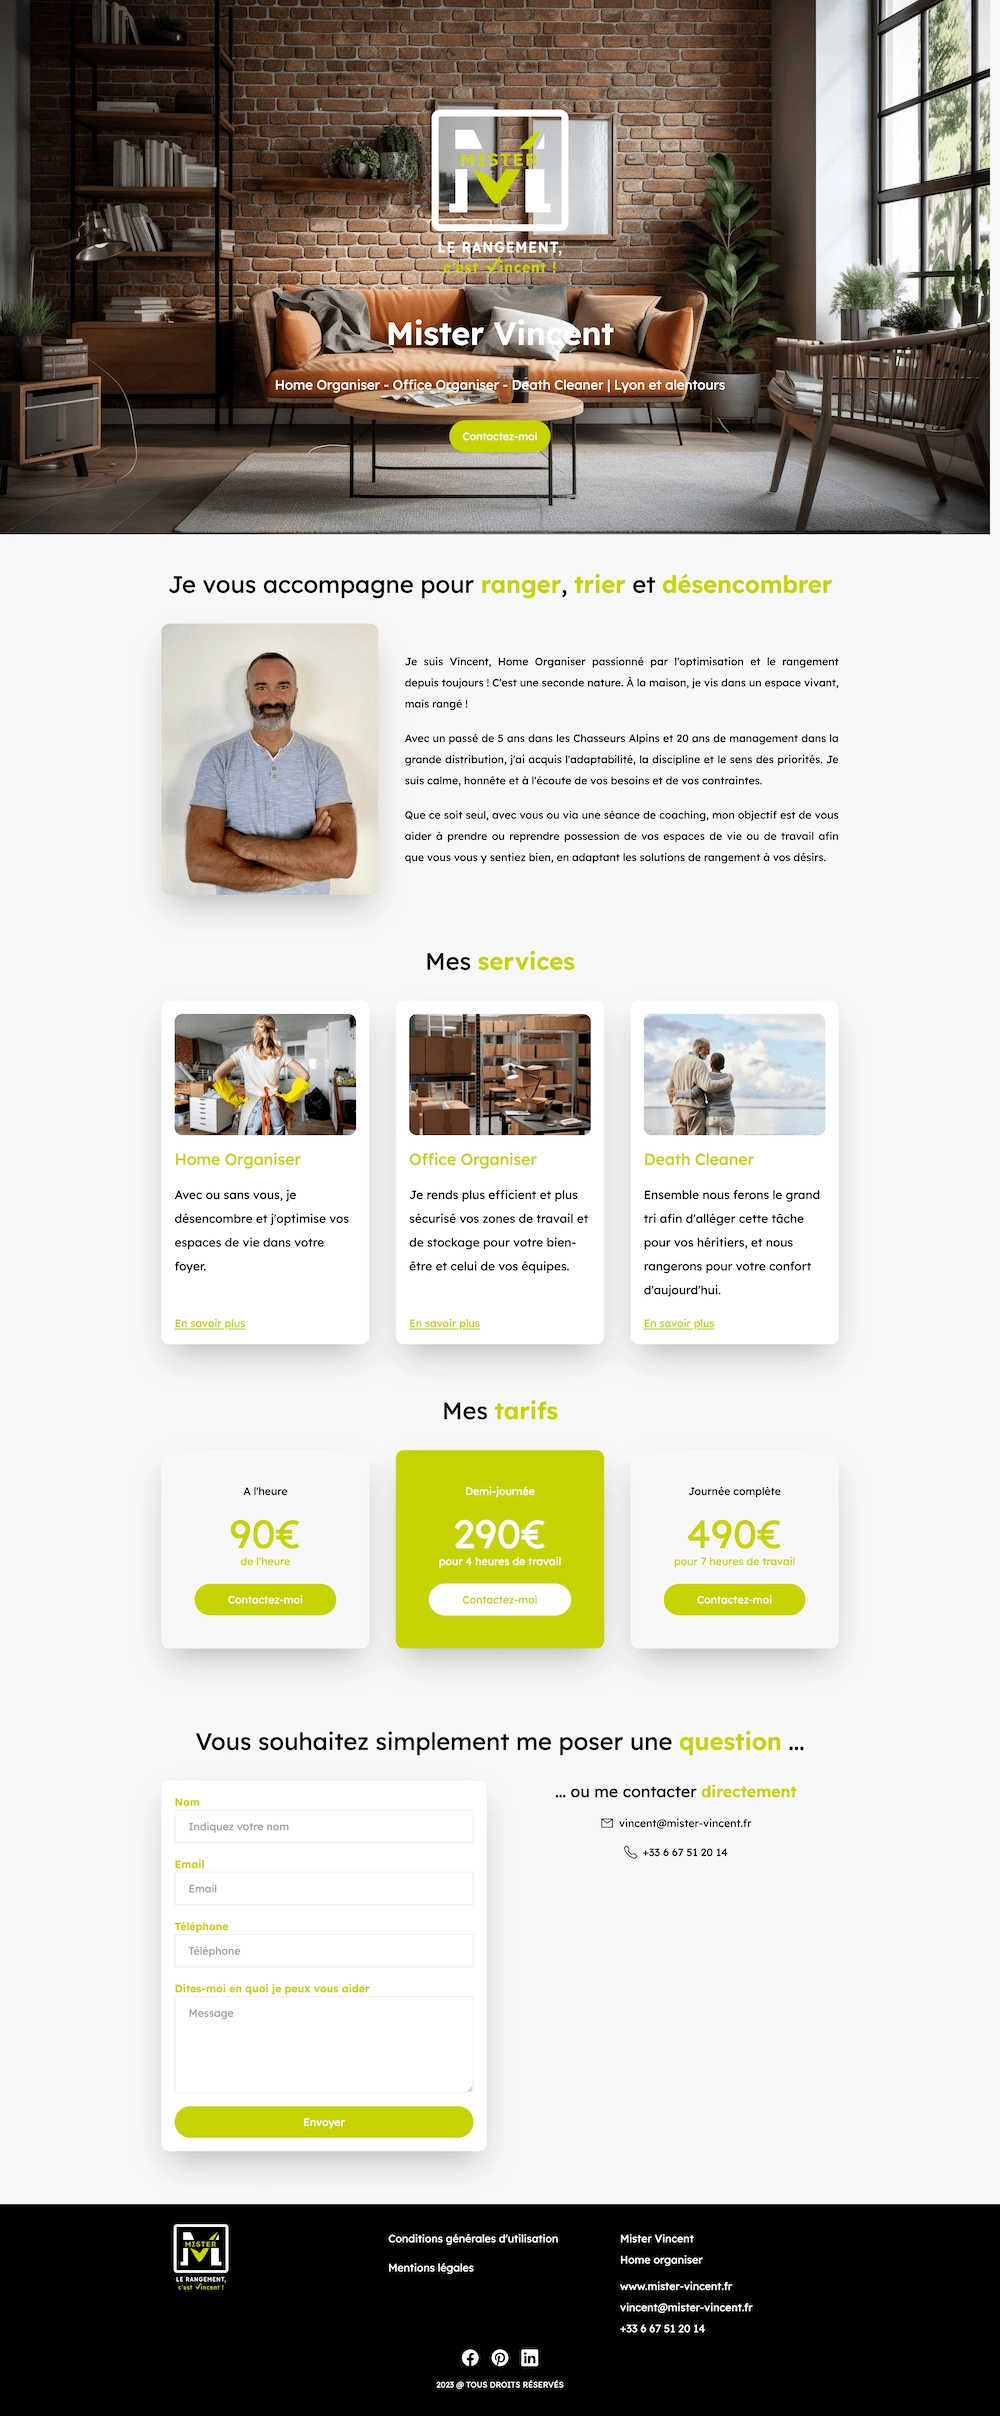 MISTER
LE RANGEMENT,
c'est Vincent !
Mister Vincent
Home Organiser - Office Organiser - Death Cleaner | Lyon et alentours
Contactez-moi
Je vous accompagne pour ranger, trier et désencombrer
Je suis Vincent, Home Organiser passionné par l'optimisation et le rangement
depuis toujours ! C'est une seconde nature. À la maison, je vis dans un espace vivant,
mais rangé !
Avec un passé de 5 ans dans les Chasseurs Alpins et 20 ans de management dans la
grande distribution, j'ai acquis l'adaptabilité, la discipline et le sens des priorités. Je
suis calme, honnête et à l'écoute de vos besoins et de vos contraintes.
Que ce soit seul, avec vous ou via une séance de coaching, mon objectif est de vous
aider à prendre ou reprendre possession de vos espaces de vie ou de travail afin
que vous vous y sentiez bien, en adaptant les solutions de rangement à vos désirs.
Mes services
Home Organiser
Avec ou sans vous, je
désencombre et j'optimise vos
espaces de vie dans votre
foyer.
En savoir plus
Office Organiser
Je rends plus efficient et plus
sécurisé vos zones de travail et
de stockage pour votre bien-
être et celui de vos équipes.
En savoir plus
Death Cleaner
Ensemble nous ferons le grand
tri afin d'alléger cette tâche
pour vos héritiers, et nous
rangerons pour votre confort
d'aujourd'hui.
En savoir plus
Mes tarifs
A l'heure
90€
de l'heure
Contactez-moi
Demi-journée
290€
pour 4 heures de travail
Contactez-moi
Journée complète
490€
pour 7 heures de travail
Contactez-moi
Vous souhaitez simplement me poser une question ...
Nom
Indiquez votre nom
Email
Email
Téléphone
Téléphone
Dites-moi en quoi je peux vous aider
Message
Envoyer
... ou me contacter directement
vincent@mister-vincent.fr
+33 6 67 51 20 14
MISTER
LE RANGEMENT,
c'est Vincent !
Conditions générales d'utilisation
Mentions légales
Mister Vincent
Home organiser
www.mister-vincent.fr
vincent@mister-vincent.fr
+33 6 67 51 20 14
2023 @ TOUS DROITS RÉSERVÉS